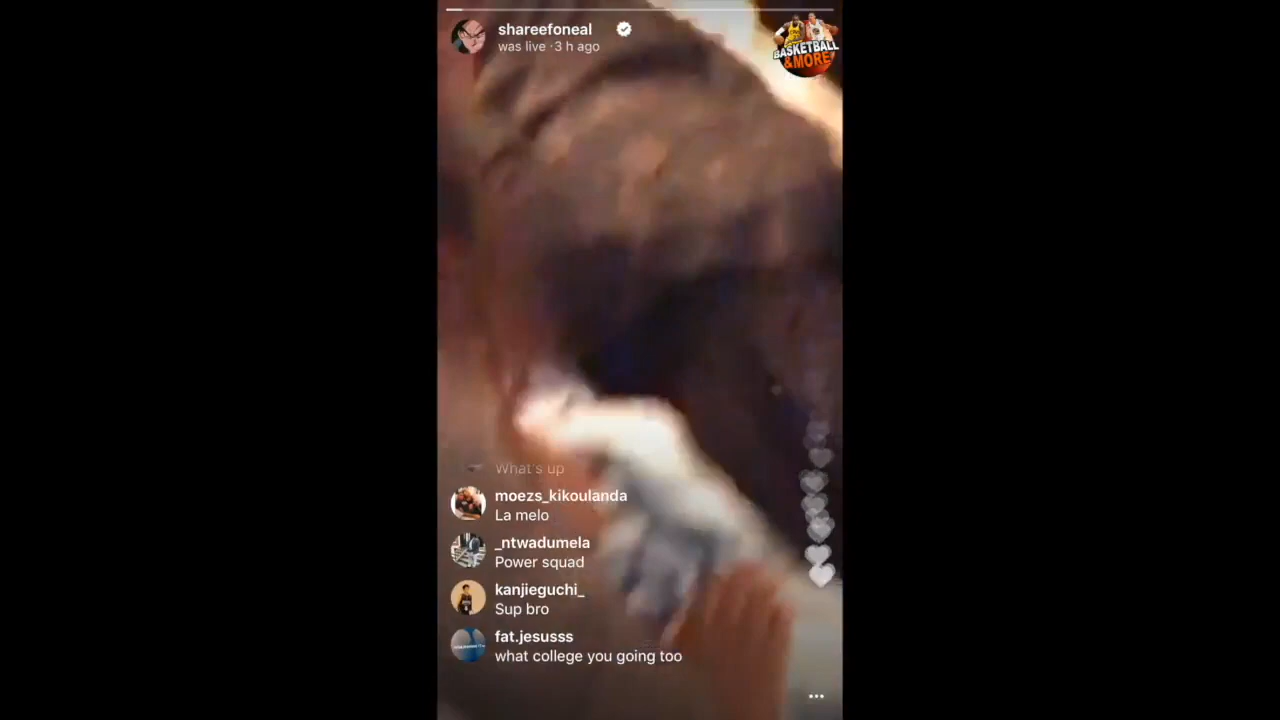 shareefoneal
was live · 3 h ago
BASKETBALL
&MORE
What's up
moezs_kikoulanda
La melo
_ntwadumela
Power squad
kanjieguchi_
Sup bro
fat.jesusss
what college you going too